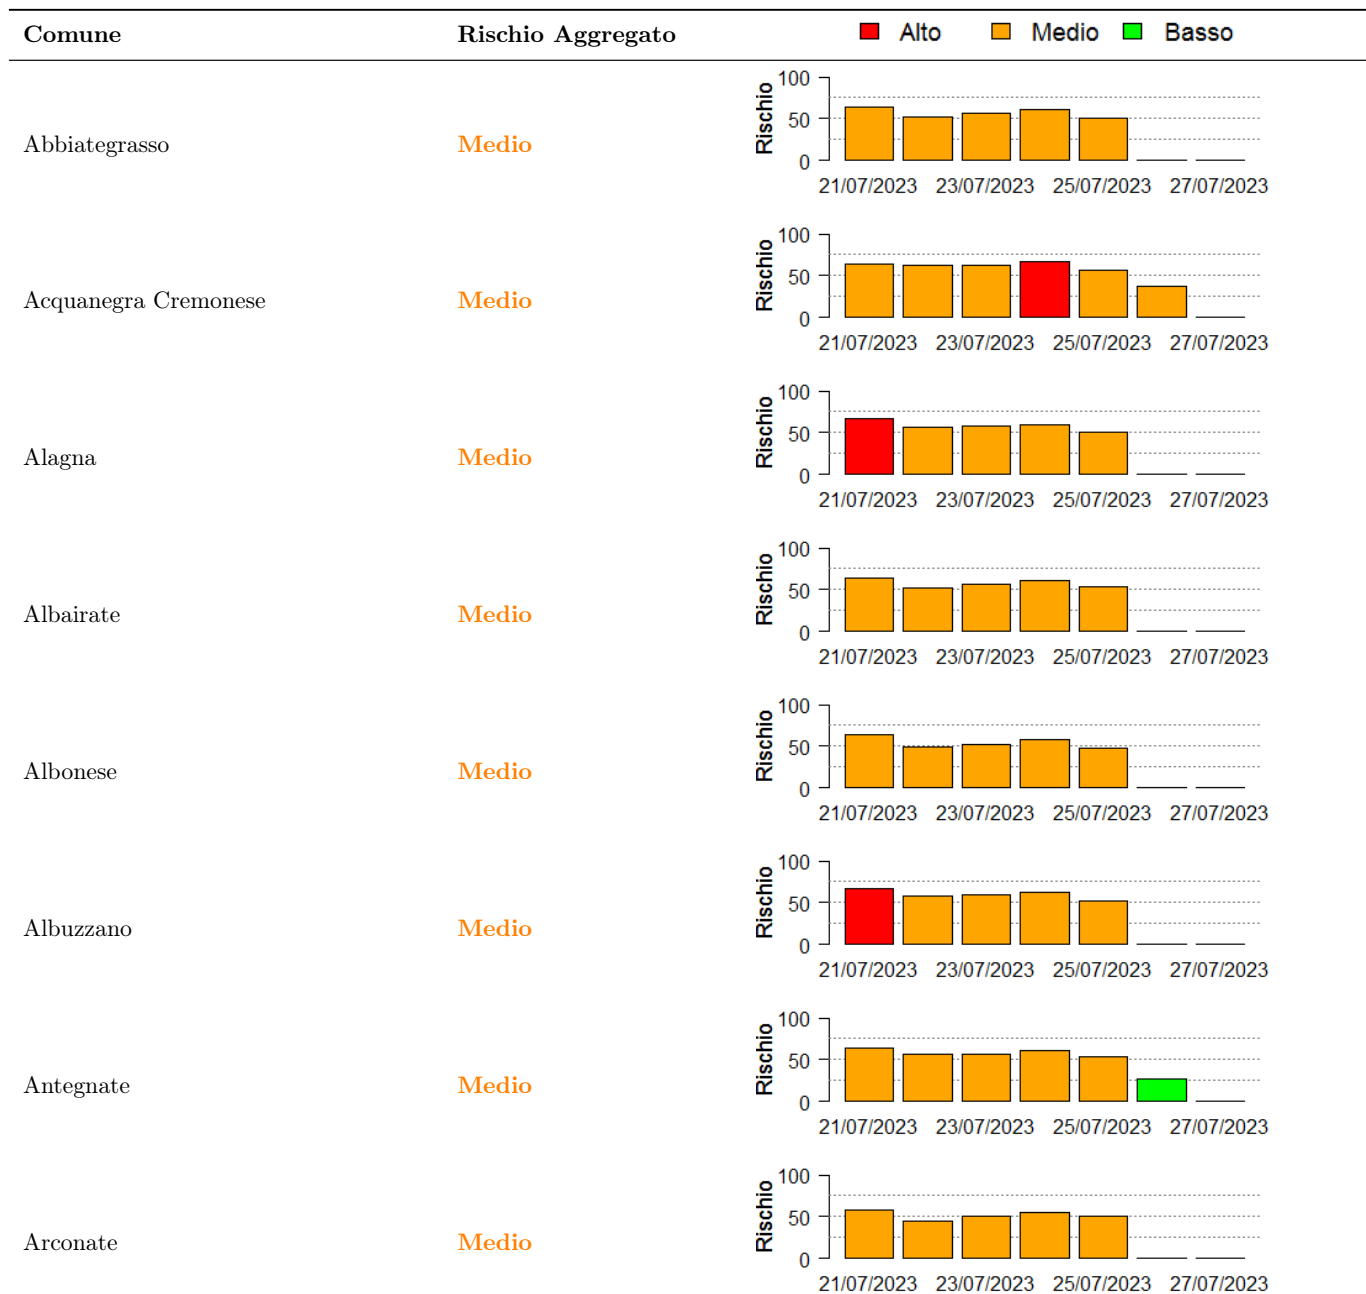 Comune Rischio Aggregato Alto Medio Basso
Rischio
100
50
0
Abbiategrasso Medio
21/07/2023 23/07/2023 25/07/2023 27/07/2023
Rischio
100
50
0
Acquanegra Cremonese Medio
21/07/2023 23/07/2023 25/07/2023 27/07/2023
Rischio
100
50
0
Alagna Medio
21/07/2023 23/07/2023 25/07/2023 27/07/2023
Rischio
100
50
0
Albairate Medio
21/07/2023 23/07/2023 25/07/2023 27/07/2023
Rischio
100
50
0
Albonese Medio
21/07/2023 23/07/2023 25/07/2023 27/07/2023
Rischio
100
50
0
Albuzzano Medio
21/07/2023 23/07/2023 25/07/2023 27/07/2023
Rischio
100
50
0
Antegnate Medio
21/07/2023 23/07/2023 25/07/2023 27/07/2023
Rischio
100
50
0
Arconate Medio
21/07/2023 23/07/2023 25/07/2023 27/07/2023